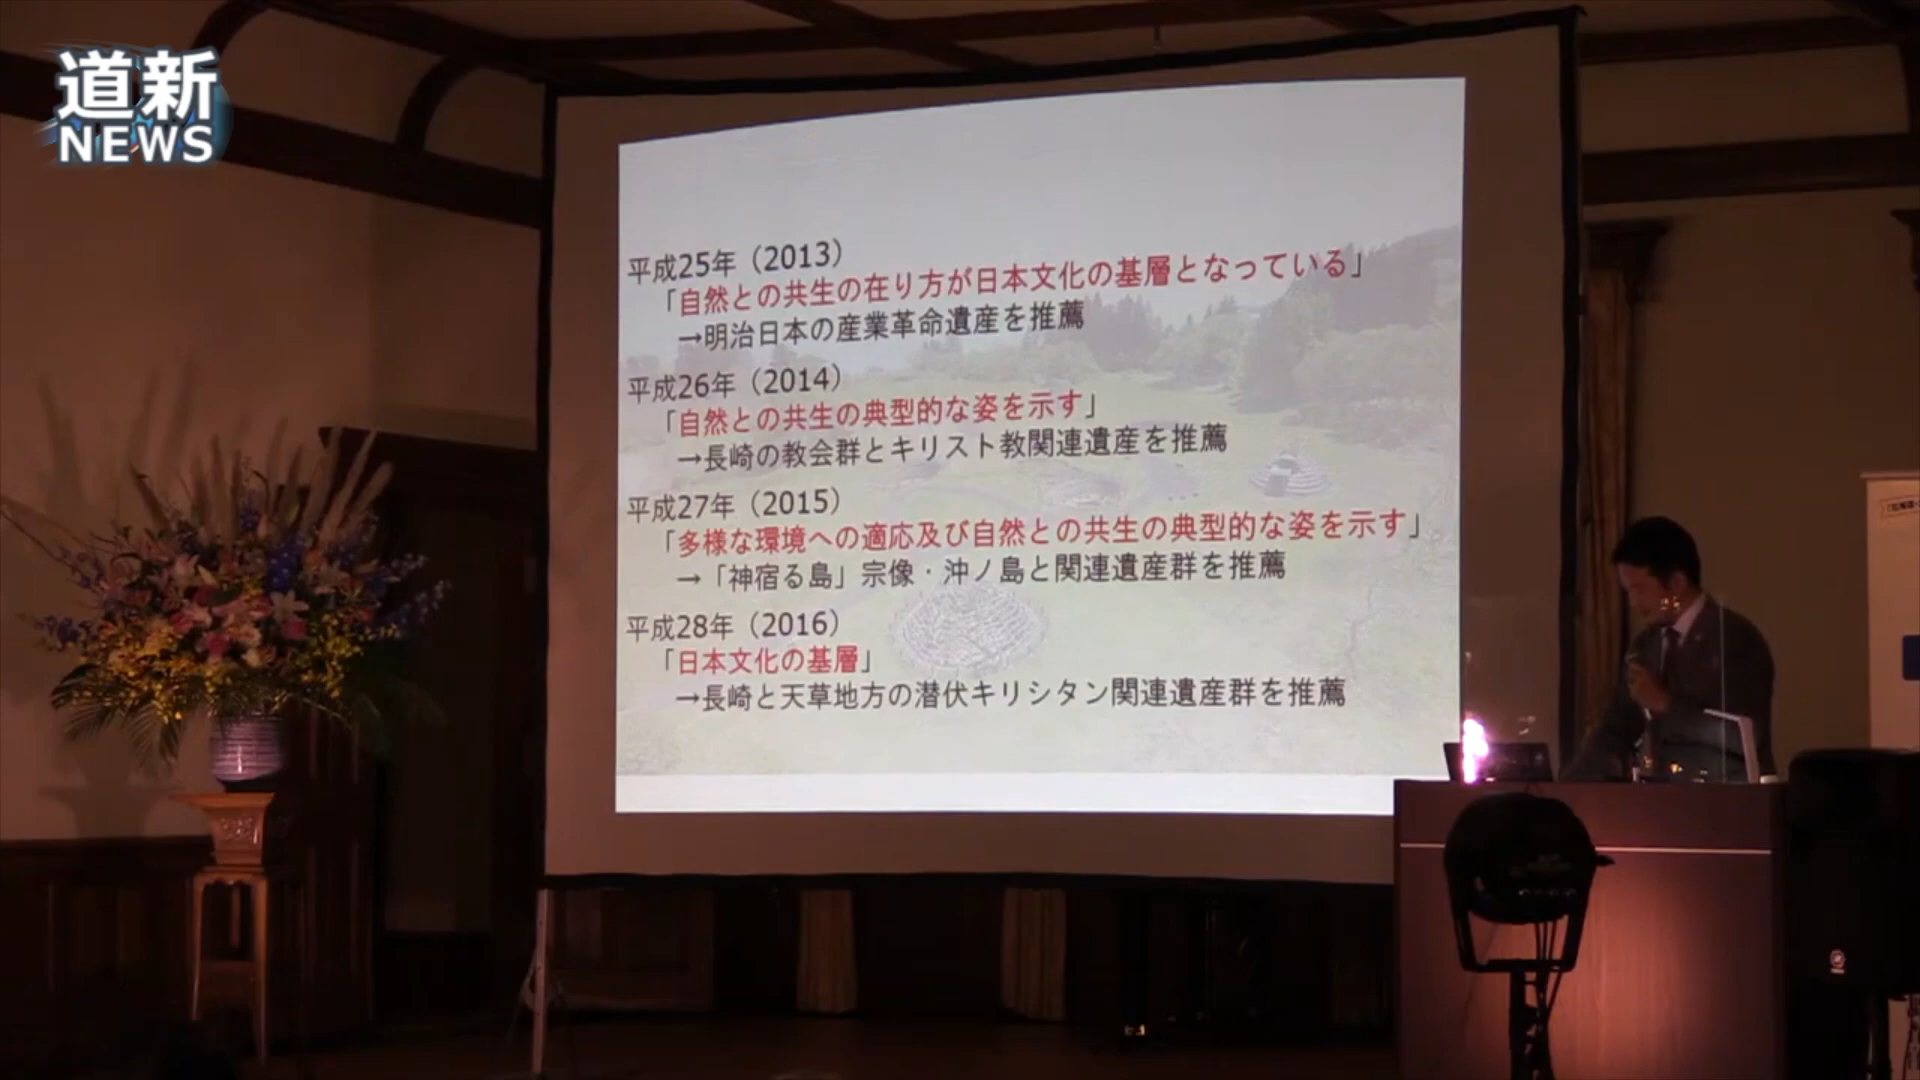 道新
NEWS
平成25年（2013）
「自然との共生の在り方が日本文化の基層となっている」
→明治日本の産業革命遺産を推薦
平成26年（2014）
「自然との共生の典型的な姿を示す」
→長崎の教会群とキリスト教関連遺産を推薦
平成27年（2015）
「多様な環境への適応及び自然との共生の典型的な姿を示す」
→「神宿る島」宗像・沖ノ島と関連遺産群を推薦
平成28年（2016）
「日本文化の基層」
→長崎と天草地方の潜伏キリシタン関連遺産群を推薦